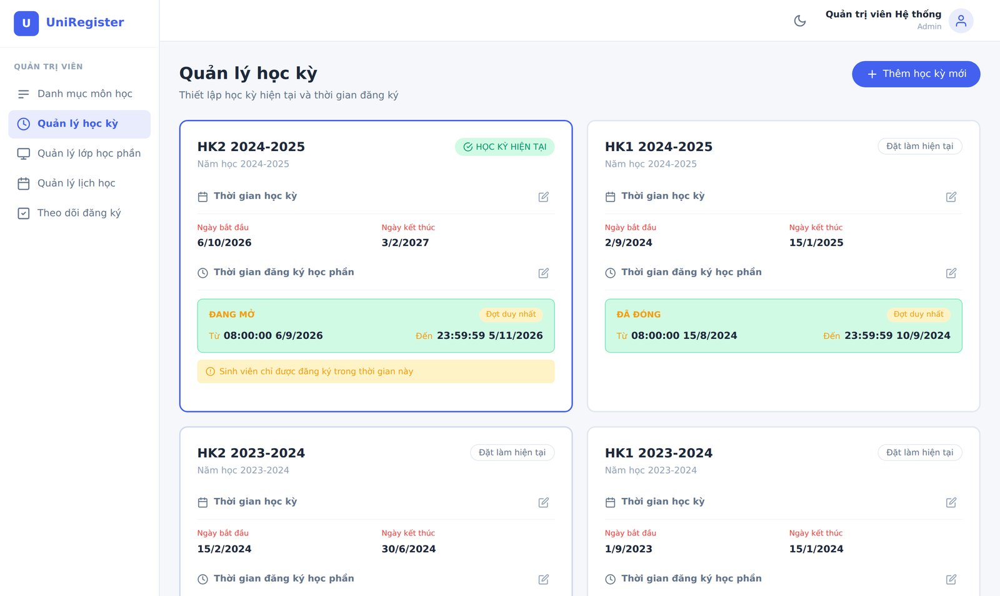 U UniRegister
Quản trị viên Hệ thống
Admin
QUẢN TRỊ VIÊN
Danh mục môn học
Quản lý học kỳ
Quản lý lớp học phần
Quản lý lịch học
Theo dõi đăng ký
Quản lý học kỳ
Thiết lập học kỳ hiện tại và thời gian đăng ký
Thêm học kỳ mới
HK2 2024-2025
HỌC KỲ HIỆN TẠI
Năm học 2024-2025
Thời gian học kỳ
Ngày bắt đầu
Ngày kết thúc
6/10/2026
3/2/2027
Thời gian đăng ký học phần
ĐANG MỞ
Đợt duy nhất
Từ 08:00:00 6/9/2026
Đến 23:59:59 5/11/2026
Sinh viên chỉ được đăng ký trong thời gian này
HK1 2024-2025
Đặt làm hiện tại
Năm học 2024-2025
Thời gian học kỳ
Ngày bắt đầu
Ngày kết thúc
2/9/2024
15/1/2025
Thời gian đăng ký học phần
ĐÃ ĐÓNG
Đợt duy nhất
Từ 08:00:00 15/8/2024
Đến 23:59:59 10/9/2024
HK2 2023-2024
Đặt làm hiện tại
Năm học 2023-2024
Thời gian học kỳ
Ngày bắt đầu
Ngày kết thúc
15/2/2024
30/6/2024
Thời gian đăng ký học phần
HK1 2023-2024
Đặt làm hiện tại
Năm học 2023-2024
Thời gian học kỳ
Ngày bắt đầu
Ngày kết thúc
1/9/2023
15/1/2024
Thời gian đăng ký học phần